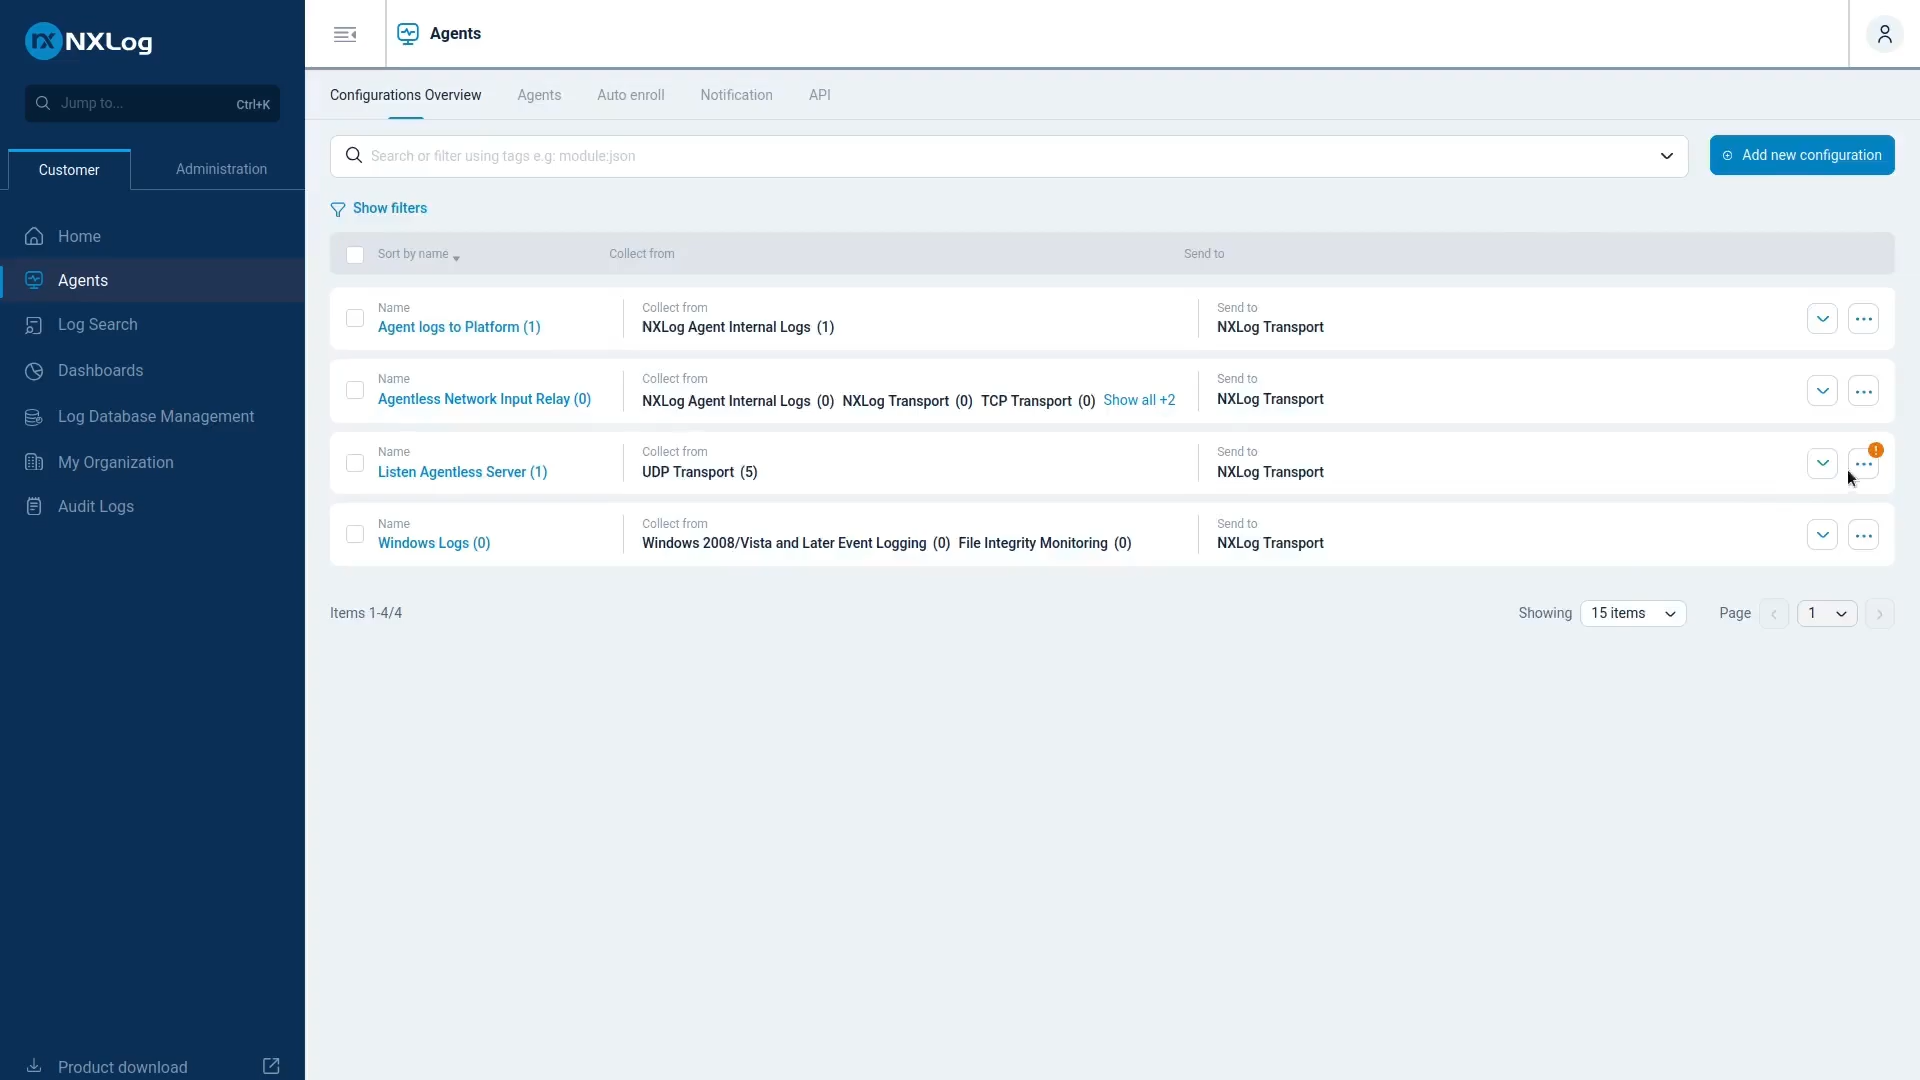 NXLog
Agents
Jump to... Ctrl+K
Customer Administration
Home
Agents
Log Search
Dashboards
Log Database Management
My Organization
Audit Logs
Product download
Configurations Overview Agents Auto enroll Notification API
Search or filter using tags e.g: module:json
Add new configuration
Show filters
Sort by name Collect from Send to
Name Collect from Send to
Agent logs to Platform (1) NXLog Agent Internal Logs (1) NXLog Transport
Name Collect from Send to
Agentless Network Input Relay (0) NXLog Agent Internal Logs (0) NXLog Transport (0) TCP Transport (0) Show all +2 NXLog Transport
Name Collect from Send to
Listen Agentless Server (1) UDP Transport (5) NXLog Transport
Name Collect from Send to
Windows Logs (0) Windows 2008/Vista and Later Event Logging (0) File Integrity Monitoring (0) NXLog Transport
Items 1-4/4 Showing 15 items Page 1